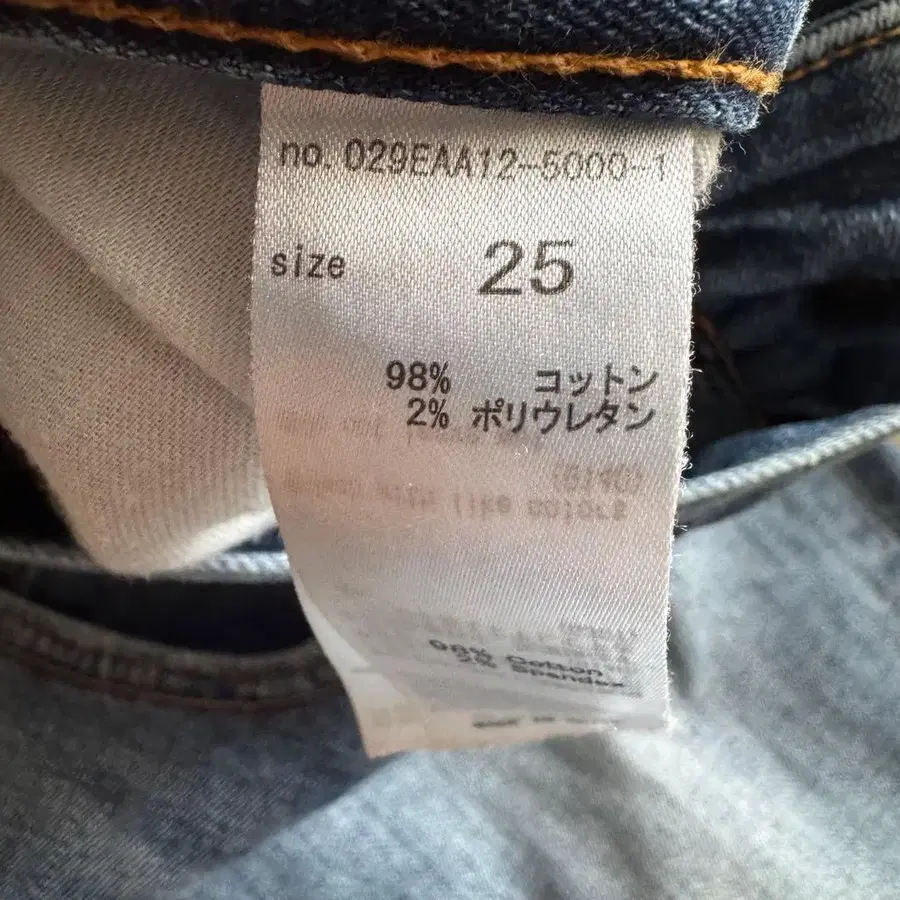 no. 029EAA12-5000-1
size 25
98% コットン
2% ポリウレタン
98% Cotton
2% Spandex